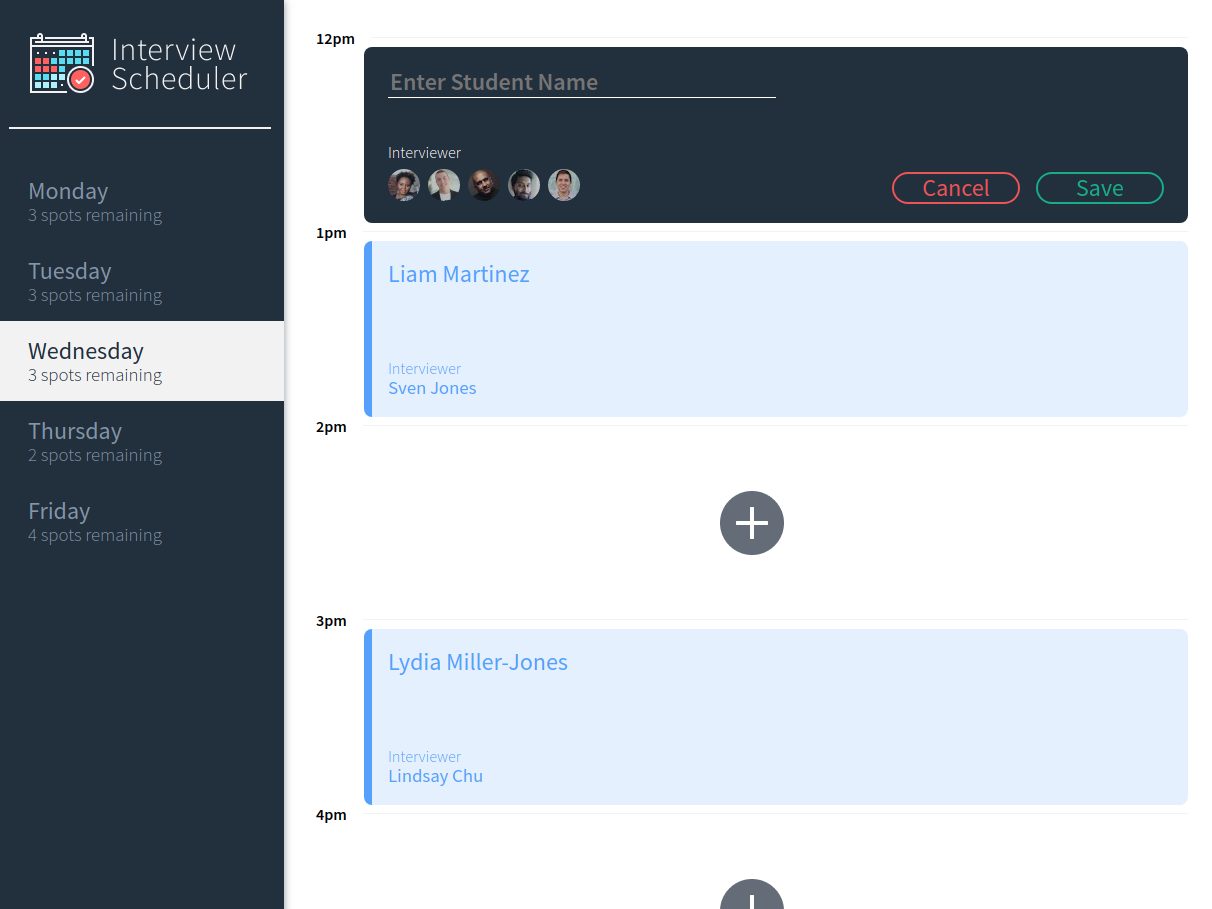 Interview
Scheduler
Monday
3 spots remaining
Tuesday
3 spots remaining
Wednesday
3 spots remaining
Thursday
2 spots remaining
Friday
4 spots remaining
12pm
Enter Student Name
Interviewer
Cancel
Save
1pm
Liam Martinez
Interviewer
Sven Jones
2pm
3pm
Lydia Miller-Jones
Interviewer
Lindsay Chu
4pm